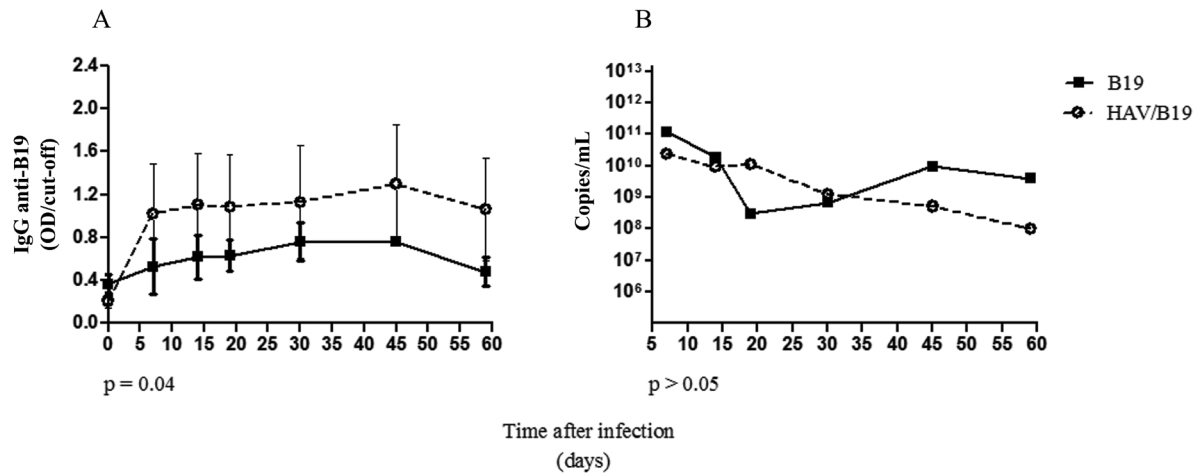 A
IgG anti-B19
(OD/cut-off)
2.4
2.0
1.6
1.2
0.8
0.4
0.0
0 5 10 15 20 25 30 35 40 45 50 55 60
p = 0.04
B
Copies/mL
10¹³
10¹²
10¹¹
10¹⁰
10⁹
10⁸
10⁷
10⁶
5 10 15 20 25 30 35 40 45 50 55 60
p > 0.05
B19
HAV/B19
Time after infection
(days)